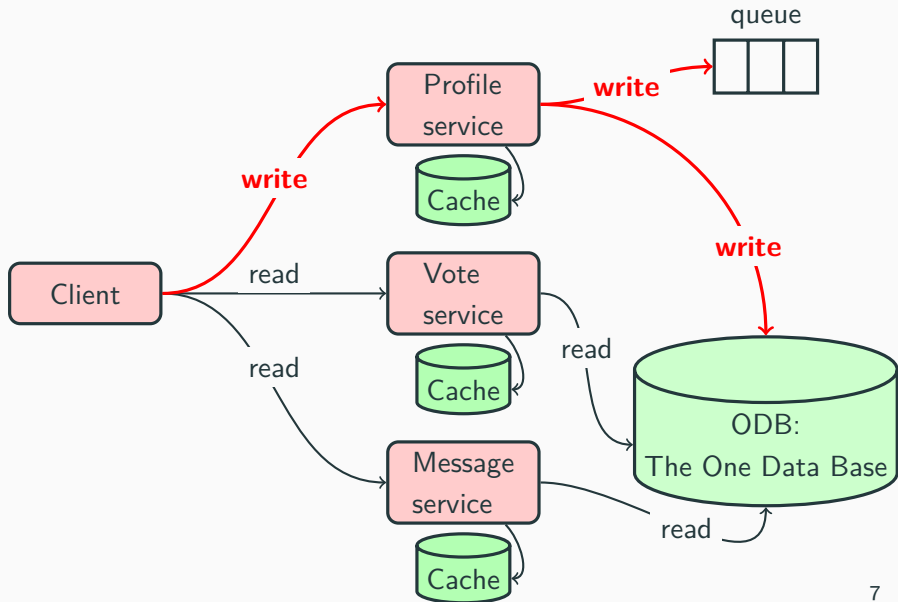 queue
Profile
service
write
write
Cache
write
Client
read
Vote
service
read
read
Cache
ODB:
The One Data Base
Message
service
read
Cache
7